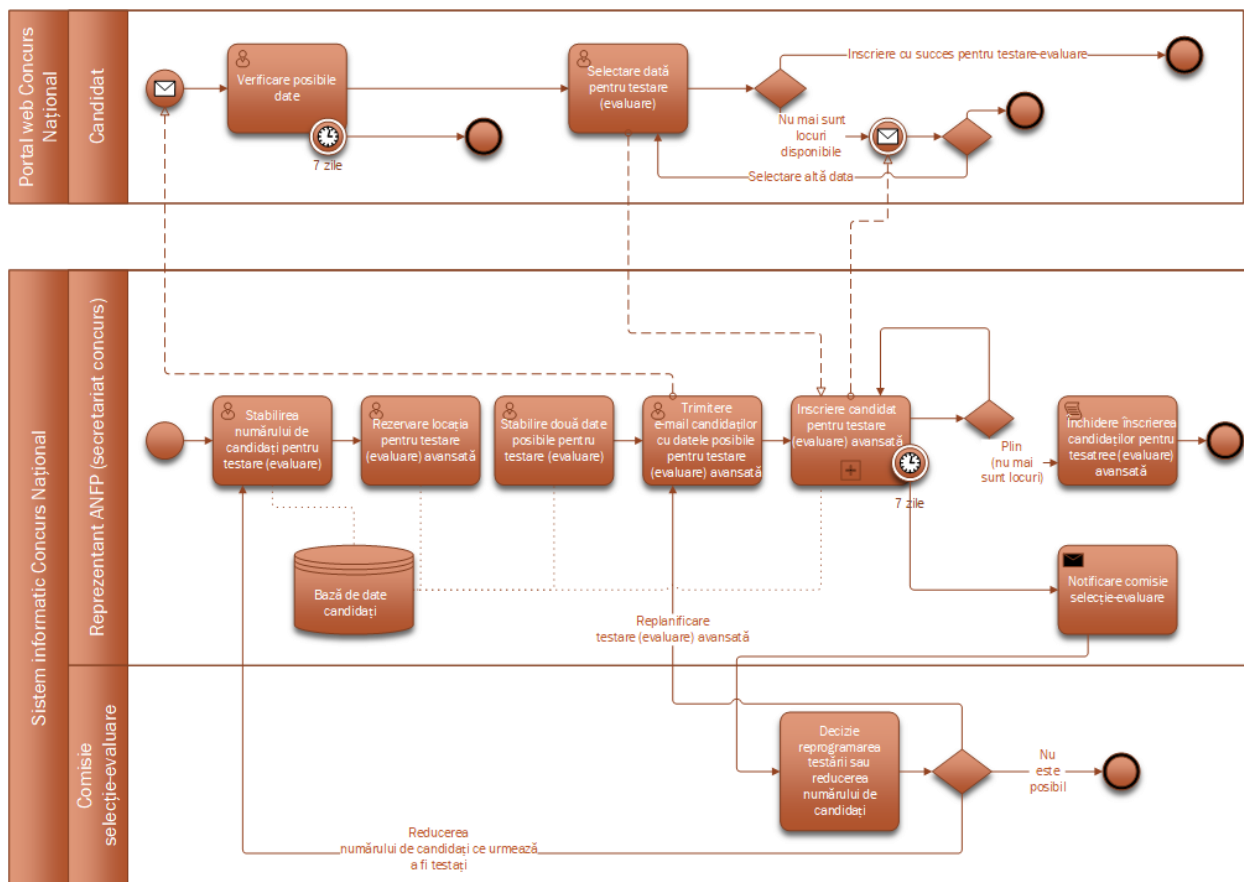 Portal web Concurs
Național
Candidat
Verificare posibile
date
7 zile
Selectare dată
pentru testare
(evaluare)
Inscriere cu succes pentru testare-evaluare
Nu mai sunt
locuri
disponibile
Selectare altă data
Sistem informatic Concurs Național
Reprezentant ANFP (secretariat concurs)
Stabilirea
numărului de
candidați pentru
testare (evaluare)
Rezervare locația
pentru testare
(evaluare) avansată
Stabilire două date
posibile pentru
testare (evaluare)
Trimitere
e-mail candidaților
cu datele posibile
pentru testare
(evaluare) avansată
Inscriere candidat
pentru testare
(evaluare) avansată
7 zile
Plin
(nu mai
sunt locuri)
Închidere înscrierea
candidaților pentru
tesatree (evaluare)
avansată
Bază de date
candidați
Notificare comisie
selecție-evaluare
Replanificare
testare (evaluare) avansată
Comisie
selecție-evaluare
Decizie
reprogramarea
testării sau
reducerea
numărului de
candidați
Nu
este
posibil
Reducerea
numărului de candidați ce urmează
a fi testați